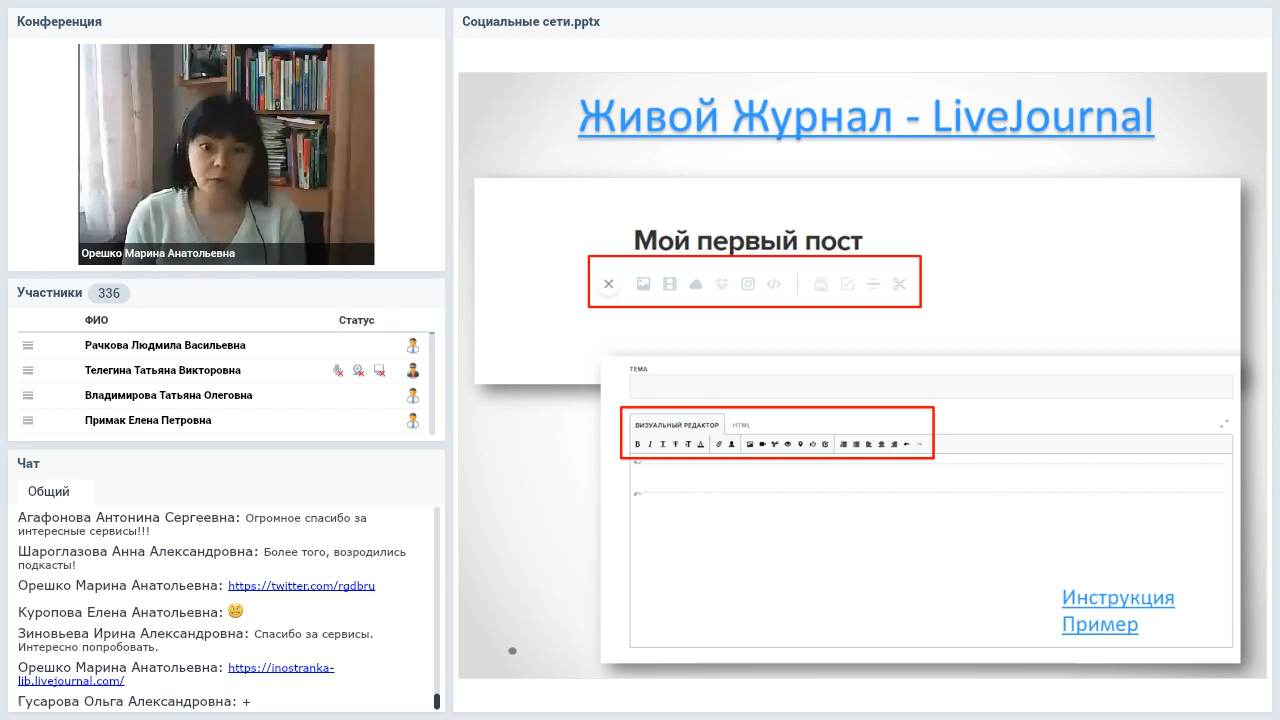 Конференция
Орешко Марина Анатольевна
Участники 336
ФИО Статус
Рачкова Людмила Васильевна
Телегина Татьяна Викторовна
Владимирова Татьяна Олеговна
Примак Елена Петровна
Чат
Общий
Агафонова Антонина Сергеевна: Огромное спасибо за
интересные сервисы!!!
Шароглазова Анна Александровна: Более того, возродились
подкасты!
Орешко Марина Анатольевна: https://twitter.com/rgdbru
Куропова Елена Анатольевна:
Зиновьева Ирина Александровна: Спасибо за сервисы.
Интересно попробовать.
Орешко Марина Анатольевна: https://inostranka-
lib.livejournal.com/
Гусарова Ольга Александровна: +
Социальные сети.pptx
Живой Журнал - LiveJournal
Мой первый пост
ТЕМА
ВИЗУАЛЬНЫЙ РЕДАКТОР HTML
Инструкция
Пример